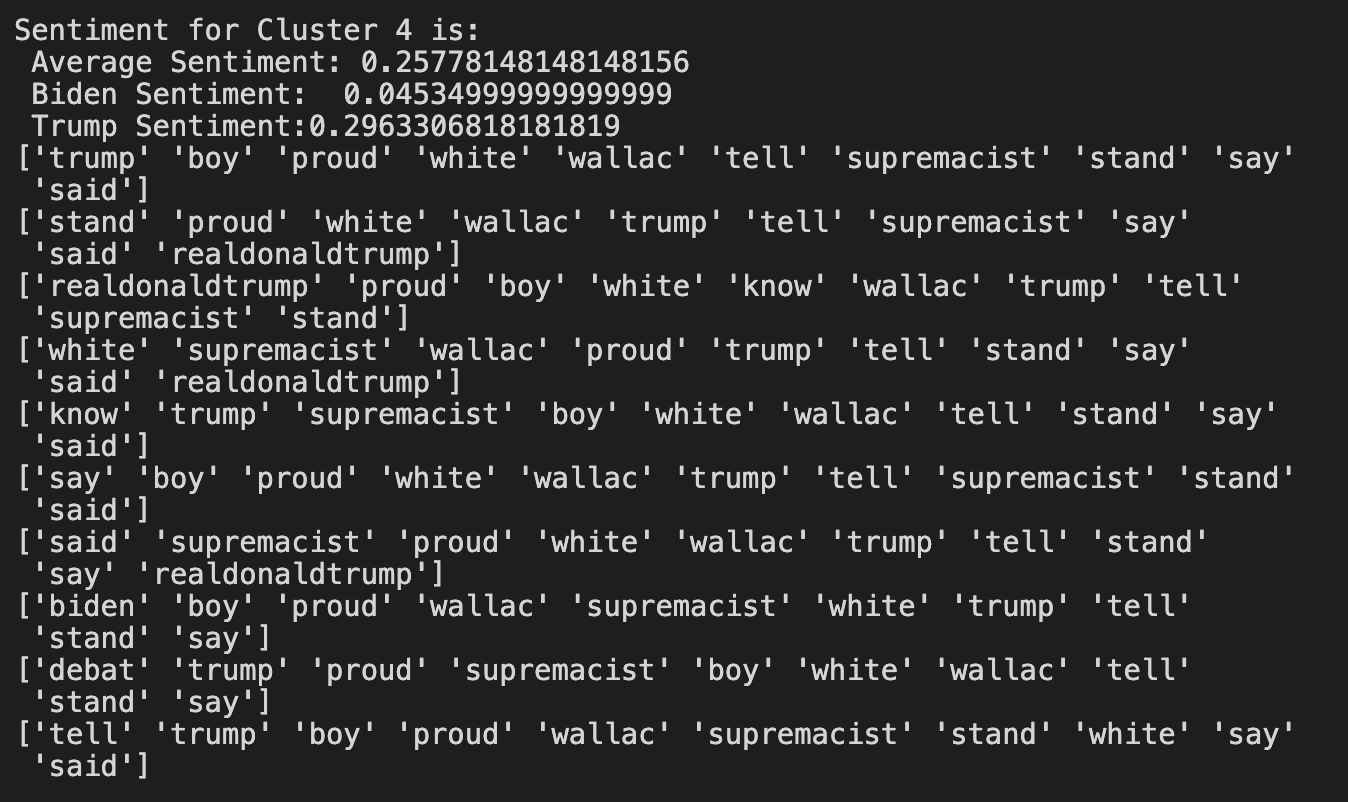 Sentiment for Cluster 4 is:
Average Sentiment: 0.25778148148148156
Biden Sentiment:  0.04534999999999999
Trump Sentiment:0.2963306818181819
['trump' 'boy' 'proud' 'white' 'wallac' 'tell' 'supremacist' 'stand' 'say'
'said']
['stand' 'proud' 'white' 'wallac' 'trump' 'tell' 'supremacist' 'say'
'said' 'realdonaldtrump']
['realdonaldtrump' 'proud' 'boy' 'white' 'know' 'wallac' 'trump' 'tell'
'supremacist' 'stand']
['white' 'supremacist' 'wallac' 'proud' 'trump' 'tell' 'stand' 'say'
'said' 'realdonaldtrump']
['know' 'trump' 'supremacist' 'boy' 'white' 'wallac' 'tell' 'stand' 'say'
'said']
['say' 'boy' 'proud' 'white' 'wallac' 'trump' 'tell' 'supremacist' 'stand'
'said']
['said' 'supremacist' 'proud' 'white' 'wallac' 'trump' 'tell' 'stand'
'say' 'realdonaldtrump']
['biden' 'boy' 'proud' 'wallac' 'supremacist' 'white' 'trump' 'tell'
'stand' 'say']
['debat' 'trump' 'proud' 'supremacist' 'boy' 'white' 'wallac' 'tell'
'stand' 'say']
['tell' 'trump' 'boy' 'proud' 'wallac' 'supremacist' 'stand' 'white' 'say'
'said']